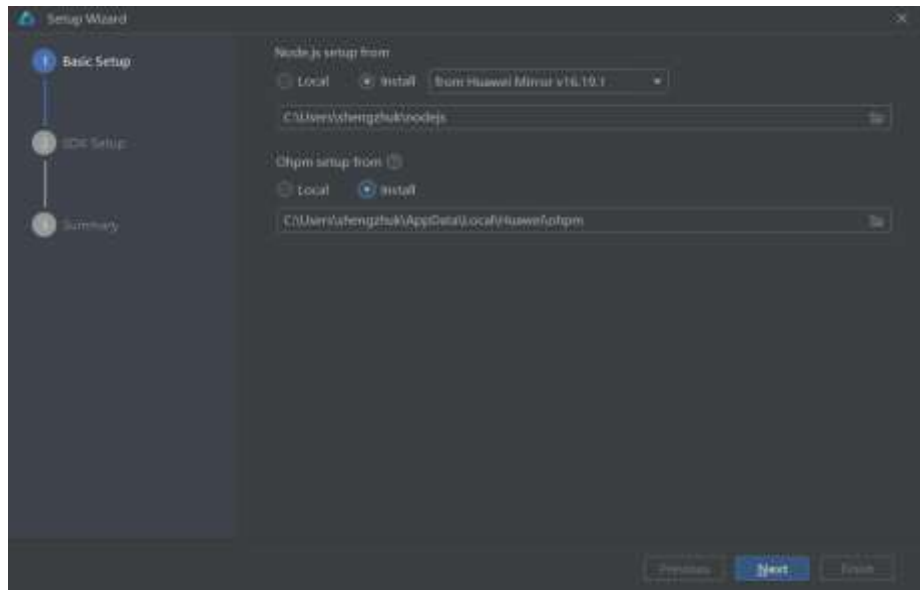 Setup Wizard
1 Basic Setup
SDK Setup
Summary
Node.js setup from
Local Install from Huawei Mirror v16.19.1
C:\Users\shengzhuk\nodejs
Ohpm setup from ?
Local Install
C:\Users\shengzhuk\AppData\Local\Huawei\ohpm
Previous Next Finish